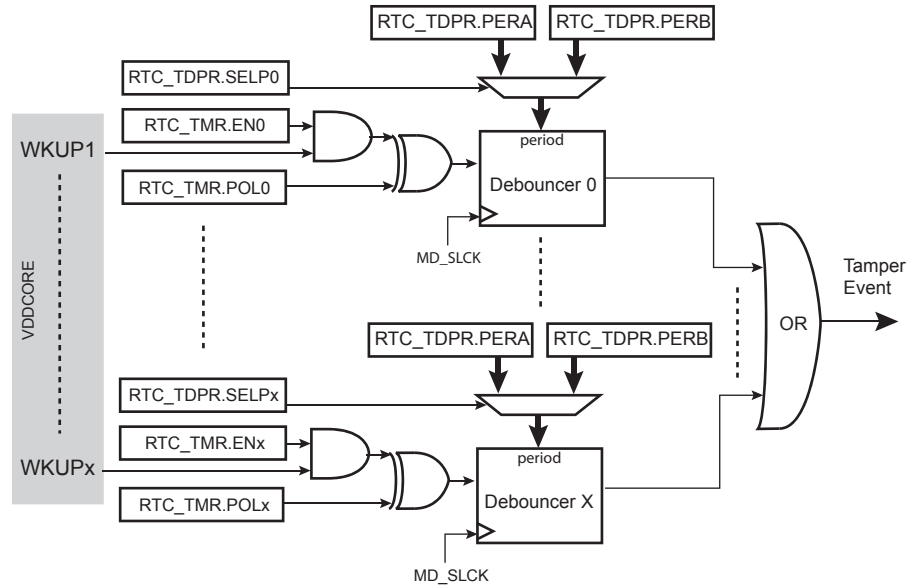 RTC_TDPR.PERA RTC_TDPR.PERB
RTC_TDPR.SELP0
RTC_TMR.EN0
WKUP1
RTC_TMR.POL0
period
Debouncer 0
MD_SLCK
VDDCORE
Tamper
Event
OR
RTC_TDPR.PERA RTC_TDPR.PERB
RTC_TDPR.SELPx
RTC_TMR.ENx
WKUPx
RTC_TMR.POLx
period
Debouncer X
MD_SLCK